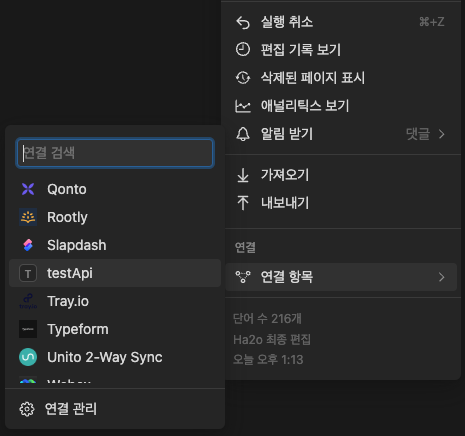 실행 취소 ⌘+Z
편집 기록 보기
삭제된 페이지 표시
애널리틱스 보기
알림 받기 댓글
가져오기
내보내기
연결
연결 항목
단어 수 216개
Ha2o 최종 편집
오늘 오후 1:13
연결 검색
Qonto
Rootly
Slapdash
T testApi
Tray.io
Typeform
Unito 2-Way Sync
연결 관리